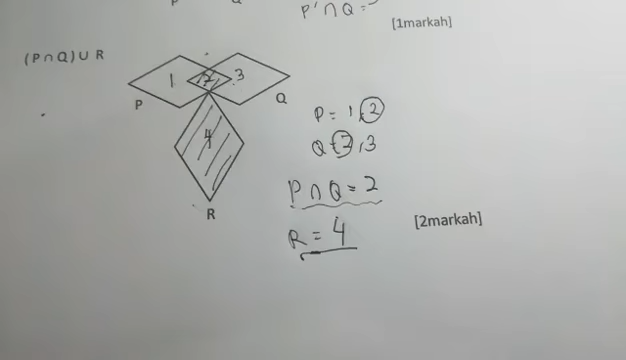 P' ∩ Q =
[1markah]
(P ∩ Q) ∪ R
1 2 3
P Q
4
R
P = 1, 2
Q = 2, 3
P ∩ Q = 2
R = 4
[2markah]